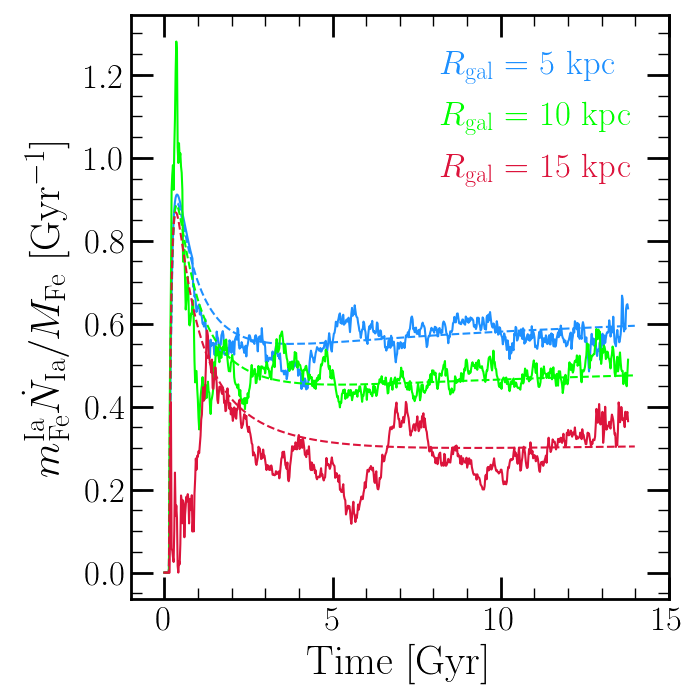 R_gal = 5 kpc
R_gal = 10 kpc
R_gal = 15 kpc
1.2
1.0
0.8
0.6
0.4
0.2
0.0
m_Fe^Ia Ṅ_Ia/M_Fe [Gyr⁻¹]
0 5 10 15
Time [Gyr]